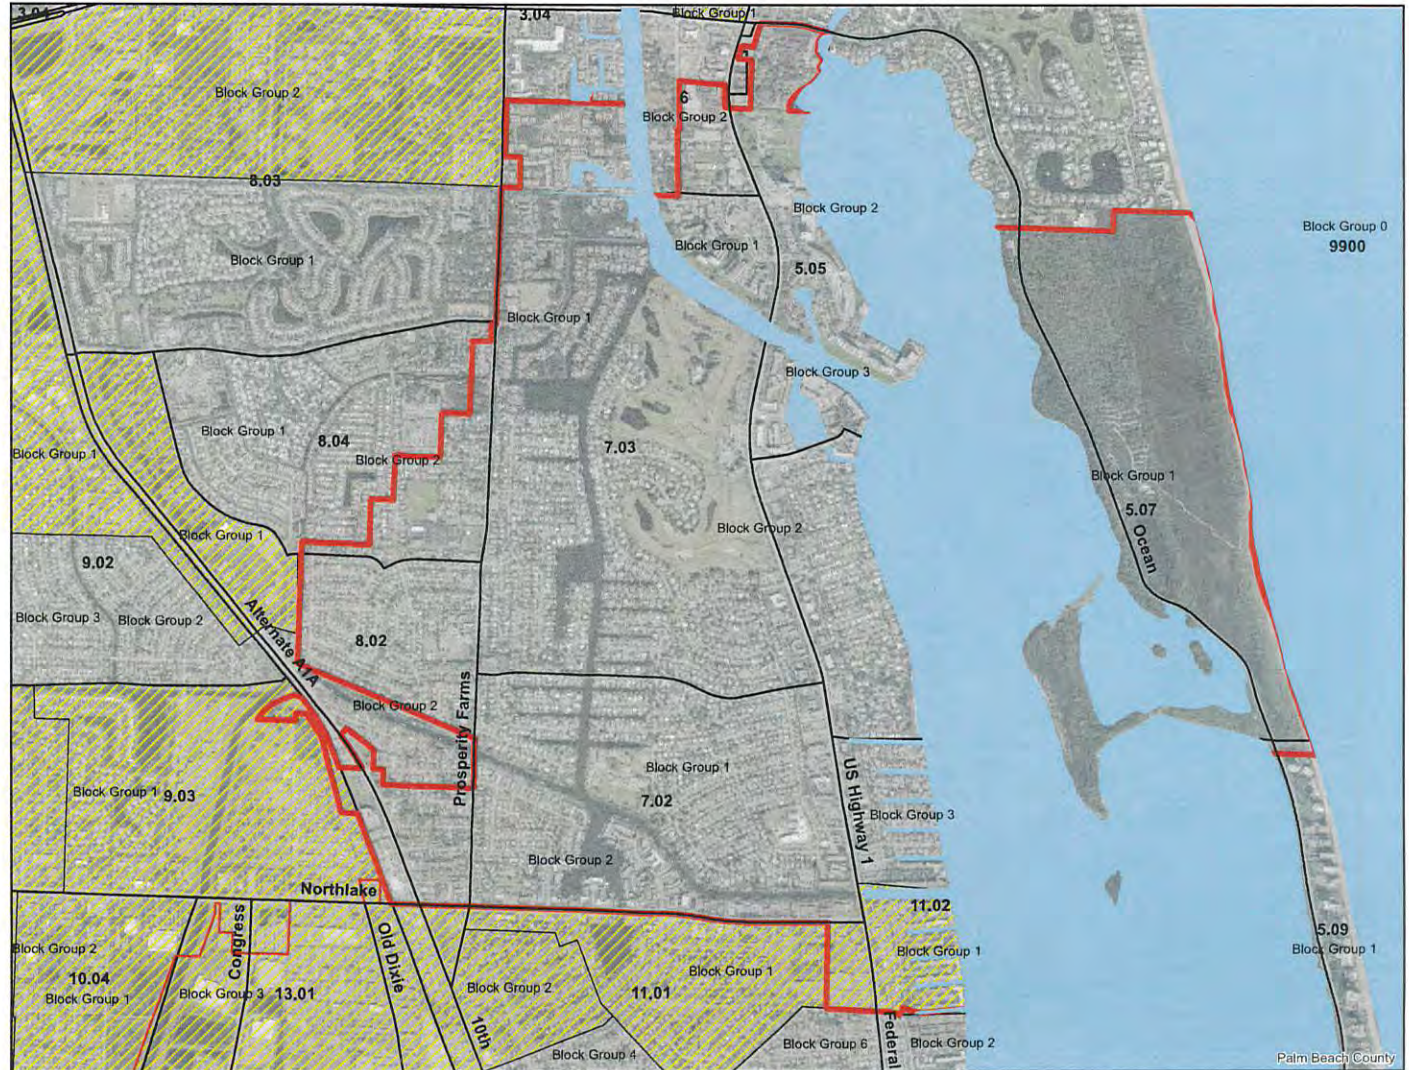 3.04
3.04
Block Group 1
Block Group 2
6
Block Group 2
8.03
Block Group 2
Block Group 0
9900
Block Group 1
Block Group 1
5.05
Block Group 1
Block Group 3
Block Group 1
8.04
Block Group 2
7.03
Block Group 1
Block Group 1
5.07
Ocean
Block Group 2
Block Group 1
9.02
Block Group 3
Block Group 2
Alternate A1A
8.02
Block Group 2
Prosperity Farms
Block Group 1
7.02
US Highway 1
Block Group 1
9.03
Block Group 3
Block Group 2
Northlake
11.02
Congress
Old Dixie
5.09
Block Group 1
Block Group 2
10.04
Block Group 1
Block Group 3
13.01
Block Group 2
11.01
Block Group 1
Block Group 1
10th
Block Group 4
Block Group 6
Federal
Block Group 2
Palm Beach County